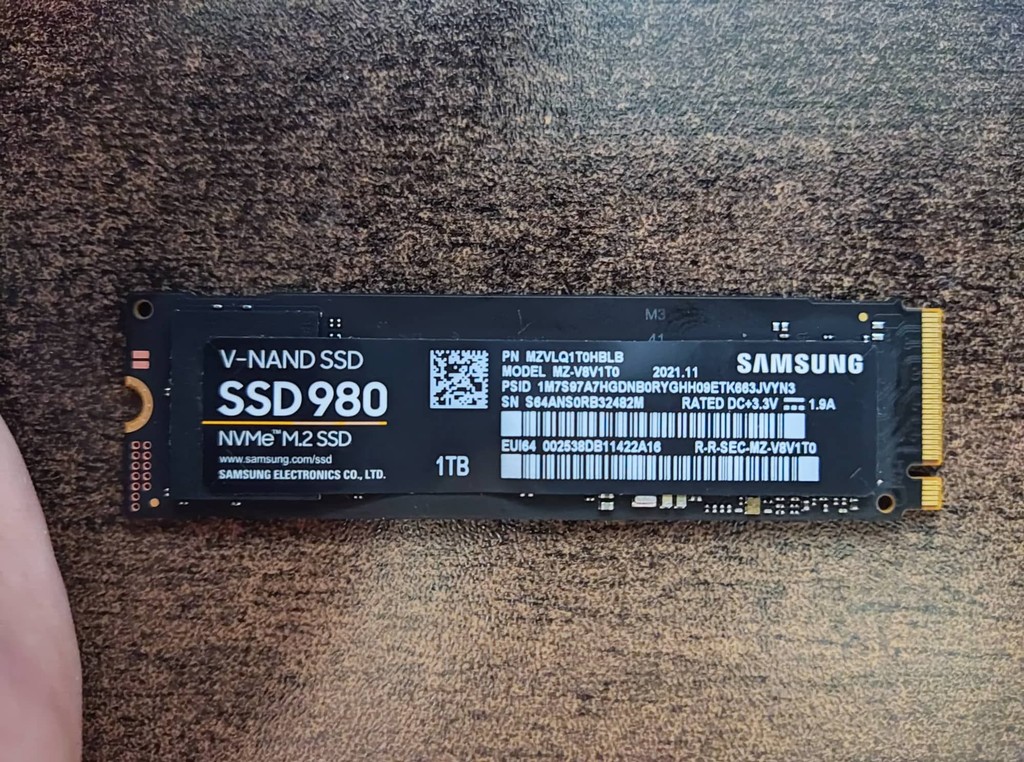 M3
41
V-NAND SSD
SSD 980
NVMe™ M.2 SSD
www.samsung.com/ssd
SAMSUNG ELECTRONICS CO., LTD.
1TB
PN MZVLQ1T0HBLB
MODEL MZ-V8V1T0 2021.11
SAMSUNG
PSID 1M7S97A7HGDNB0RYGHH09ETK663JVYN3
SN S64ANS0RB32482M RATED DC+3.3V ⎓ 1.9A
EUI64 002538DB11422A16 R-R-SEC-MZ-V8V1T0